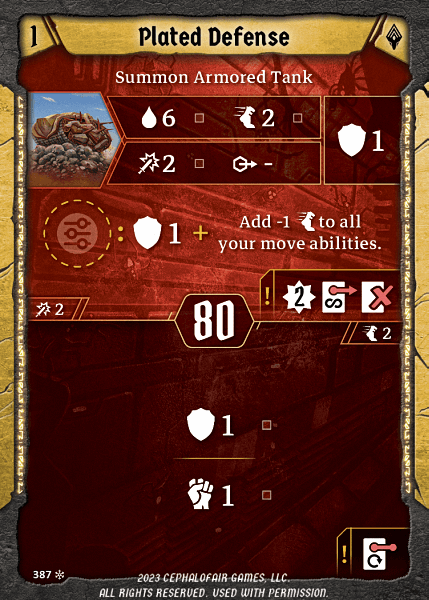 1 Plated Defense
Summon Armored Tank
6 2
1
2 -
: 1 + Add -1 to all
your move abilities.
! 2
2
80
2
1
1
!
387
2023 CEPHALOFAIR GAMES, LLC.
ALL RIGHTS RESERVED. USED WITH PERMISSION.